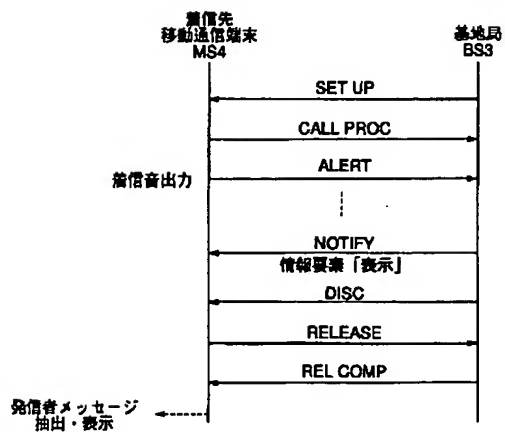 着信先
移動通信端末
MS4
基地局
BS3
SET UP
CALL PROC
ALERT
着信音出力
NOTIFY
情報要素「表示」
DISC
RELEASE
REL COMP
発信者メッセージ
抽出・表示